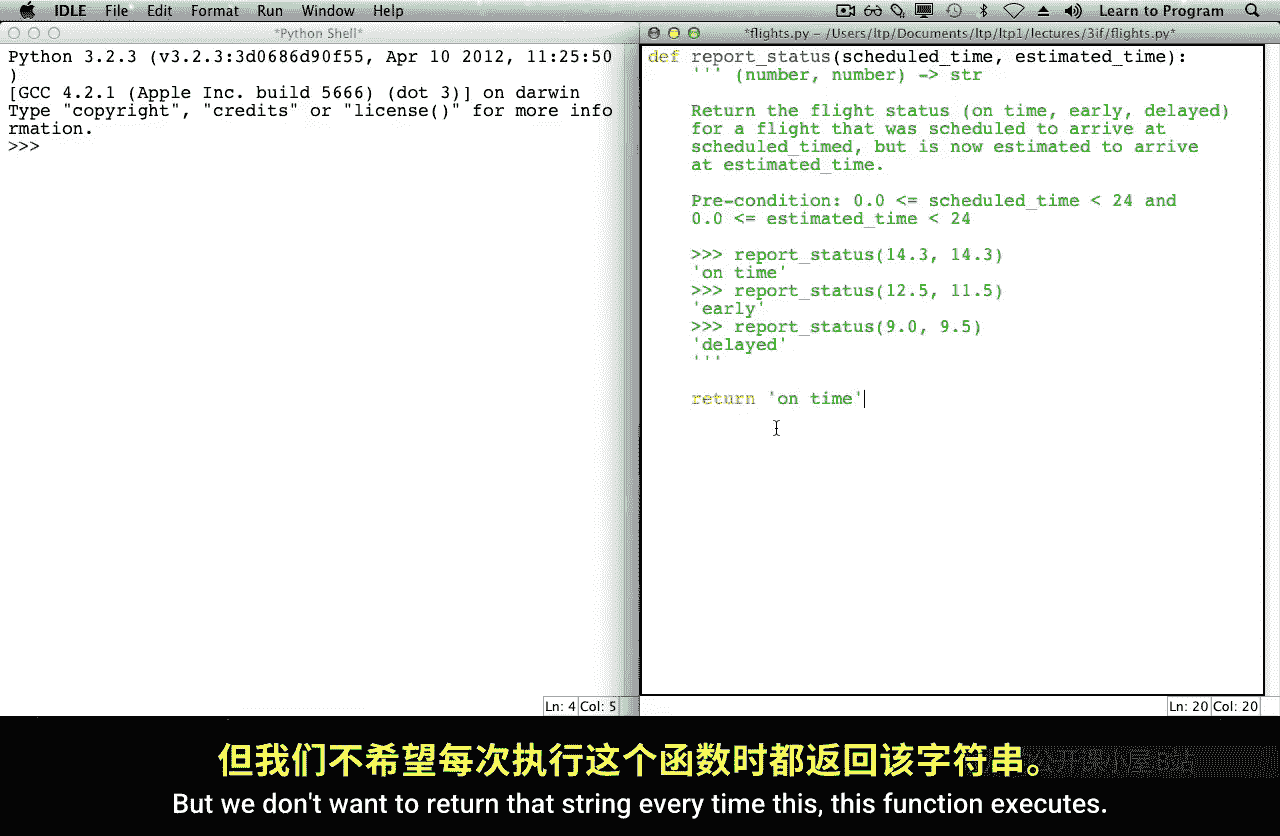 IDLE File Edit Format Run Window Help Learn to Program
*Python Shell*
Python 3.2.3 (v3.2.3:3d0686d90f55, Apr 10 2012, 11:25:50
)
[GCC 4.2.1 (Apple Inc. build 5666) (dot 3)] on darwin
Type "copyright", "credits" or "license()" for more info
rmation.
>>>
Ln: 4 Col: 5
*flights.py - /Users/ltp/Documents/ltp/ltp1/lectures/3if/flights.py*
def report_status(scheduled_time, estimated_time):
''' (number, number) -> str
Return the flight status (on time, early, delayed)
for a flight that was scheduled to arrive at
scheduled_timed, but is now estimated to arrive
at estimated_time.
Pre-condition: 0.0 <= scheduled_time < 24 and
0.0 <= estimated_time < 24
>>> report_status(14.3, 14.3)
'on time'
>>> report_status(12.5, 11.5)
'early'
>>> report_status(9.0, 9.5)
'delayed'
'''
return 'on time'
Ln: 20 Col: 20
但我们不希望每次执行这个函数时都返回该字符串。
But we don't want to return that string every time this, this function executes.